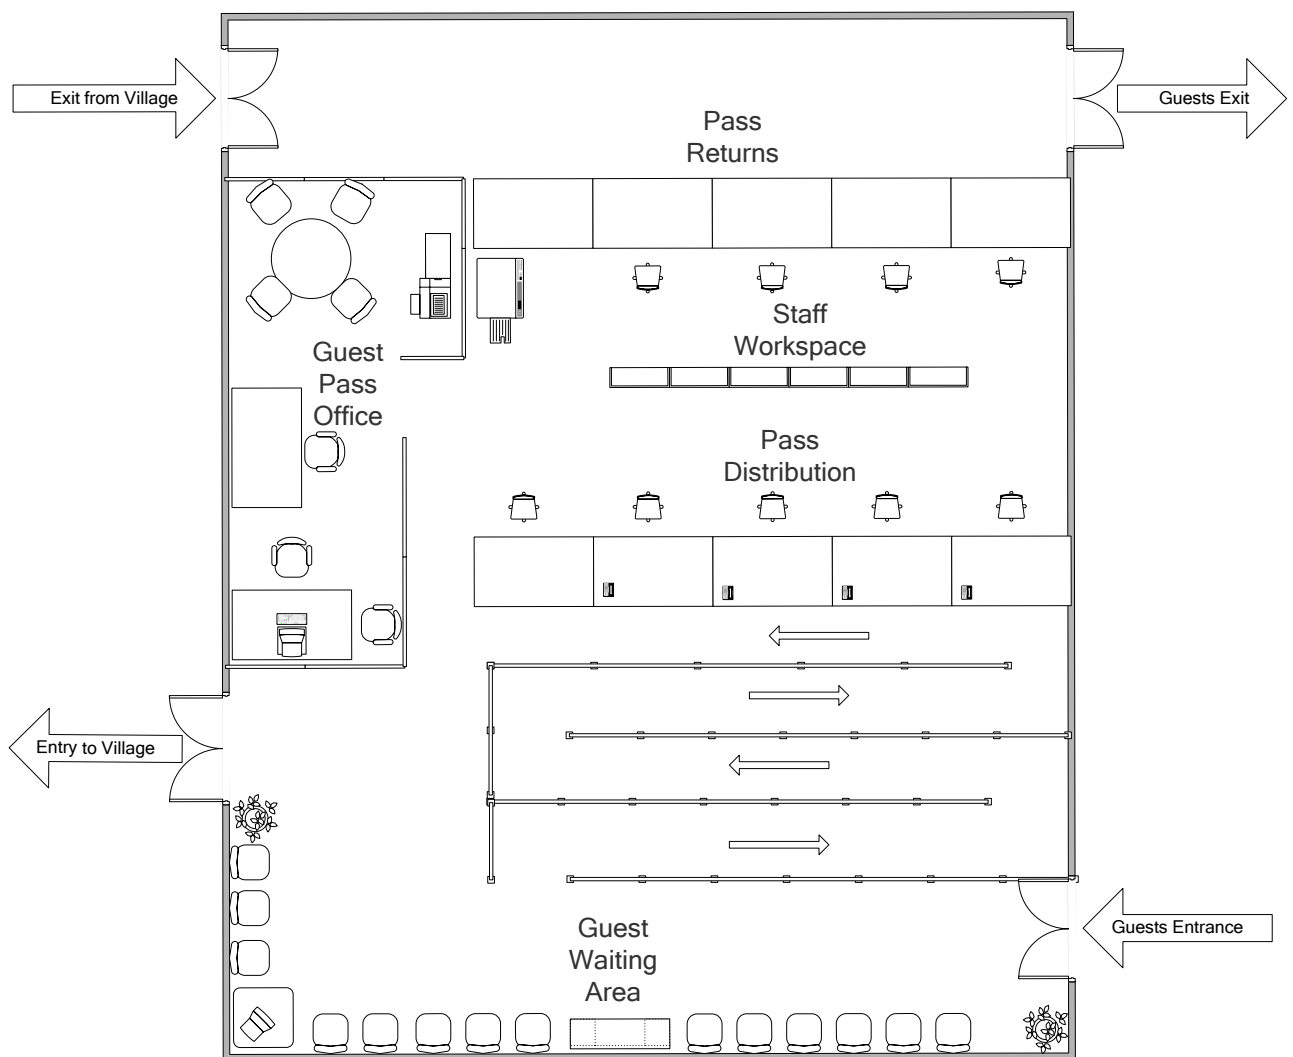 Exit from Village
Guests Exit
Pass
Returns
Staff
Workspace
Guest
Pass
Office
Pass
Distribution
Entry to Village
Guests Entrance
Guest
Waiting
Area